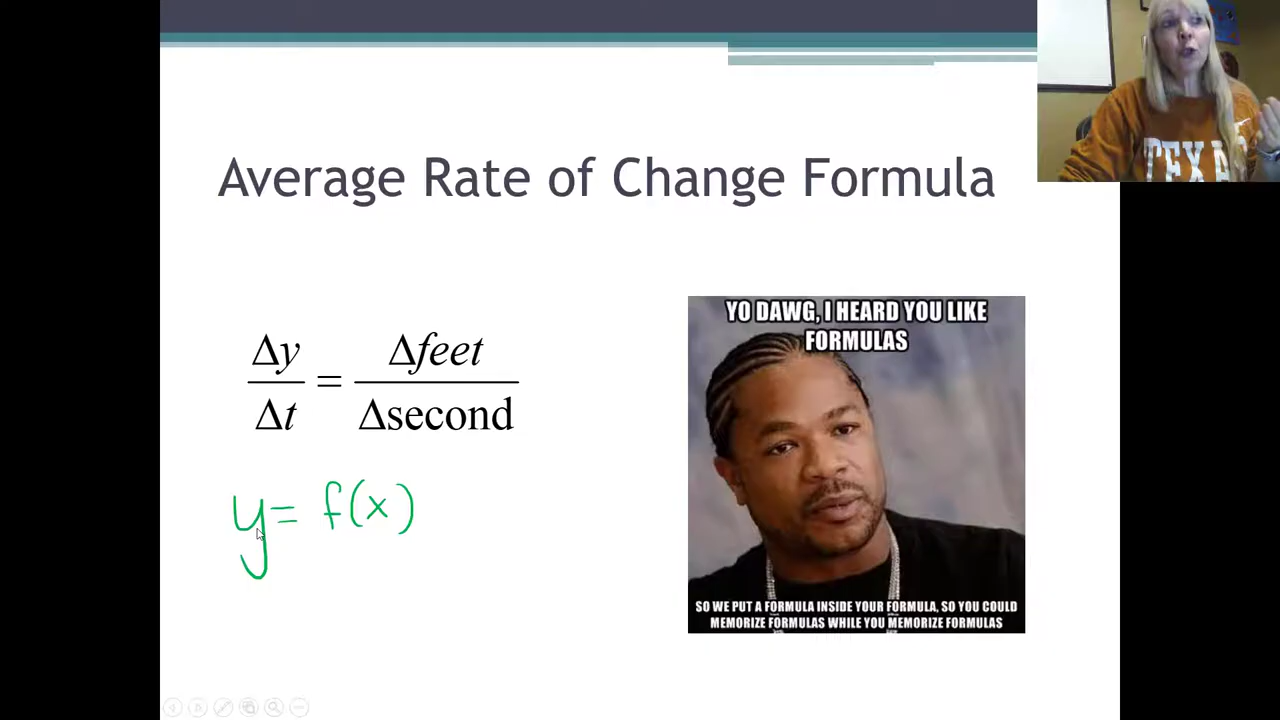 TEXA
Average Rate of Change Formula
Δy/Δt = Δfeet/Δsecond
y = f(x)
YO DAWG, I HEARD YOU LIKE
FORMULAS
SO WE PUT A FORMULA INSIDE YOUR FORMULA, SO YOU COULD
MEMORIZE FORMULAS WHILE YOU MEMORIZE FORMULAS